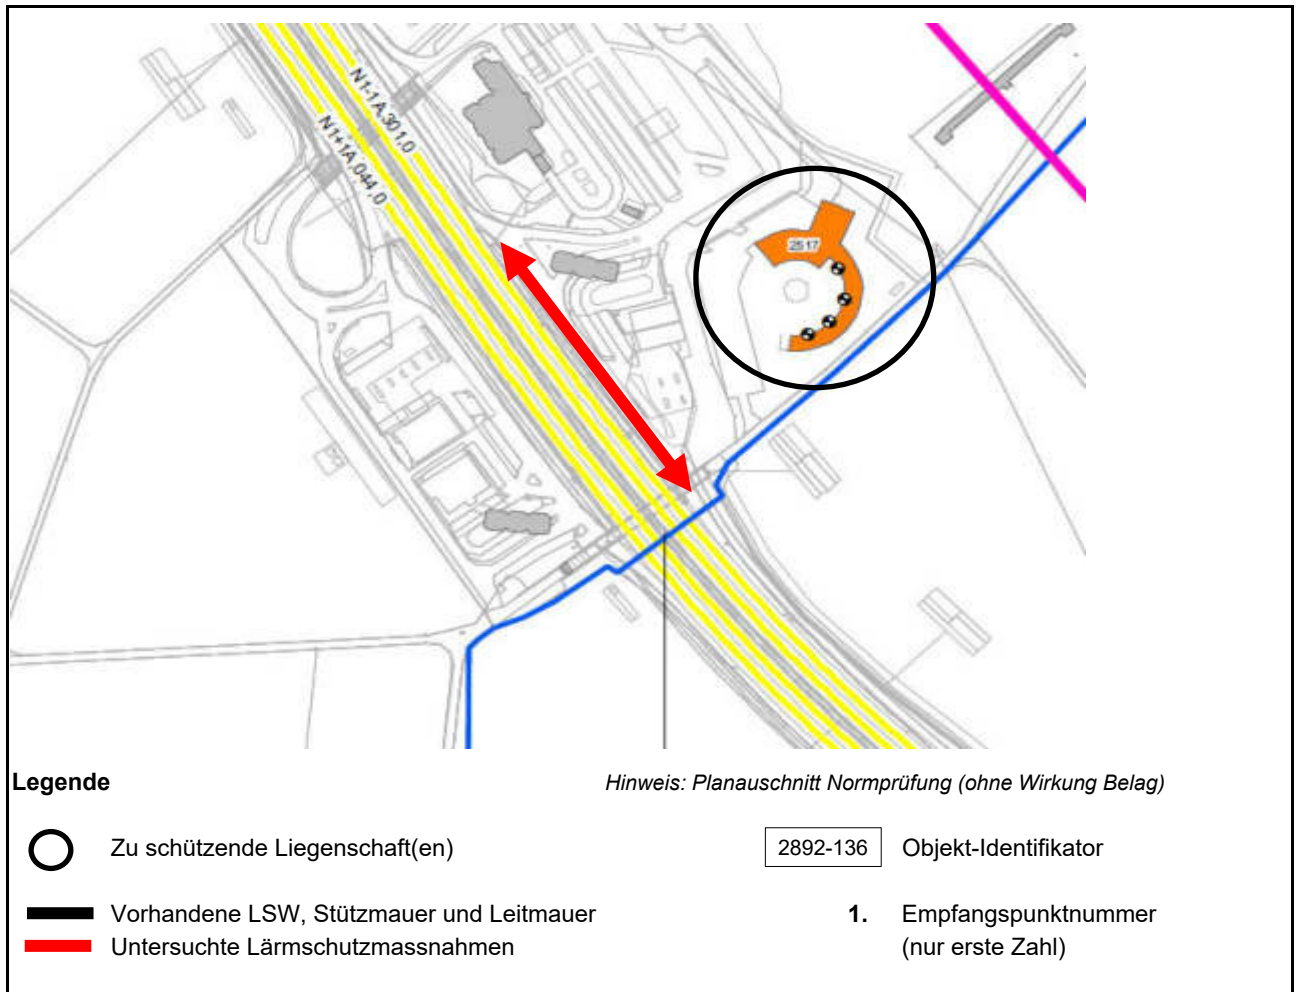 N1-1A,301,0
N1+1A,044,0
2517
Legende
Hinweis: Planauschnitt Normprüfung (ohne Wirkung Belag)
Zu schützende Liegenschaft(en)
2892-136 Objekt-Identifikator
Vorhandene LSW, Stützmauer und Leitmauer
1. Empfangspunktnummer
Untersuchte Lärmschutzmassnahmen
(nur erste Zahl)